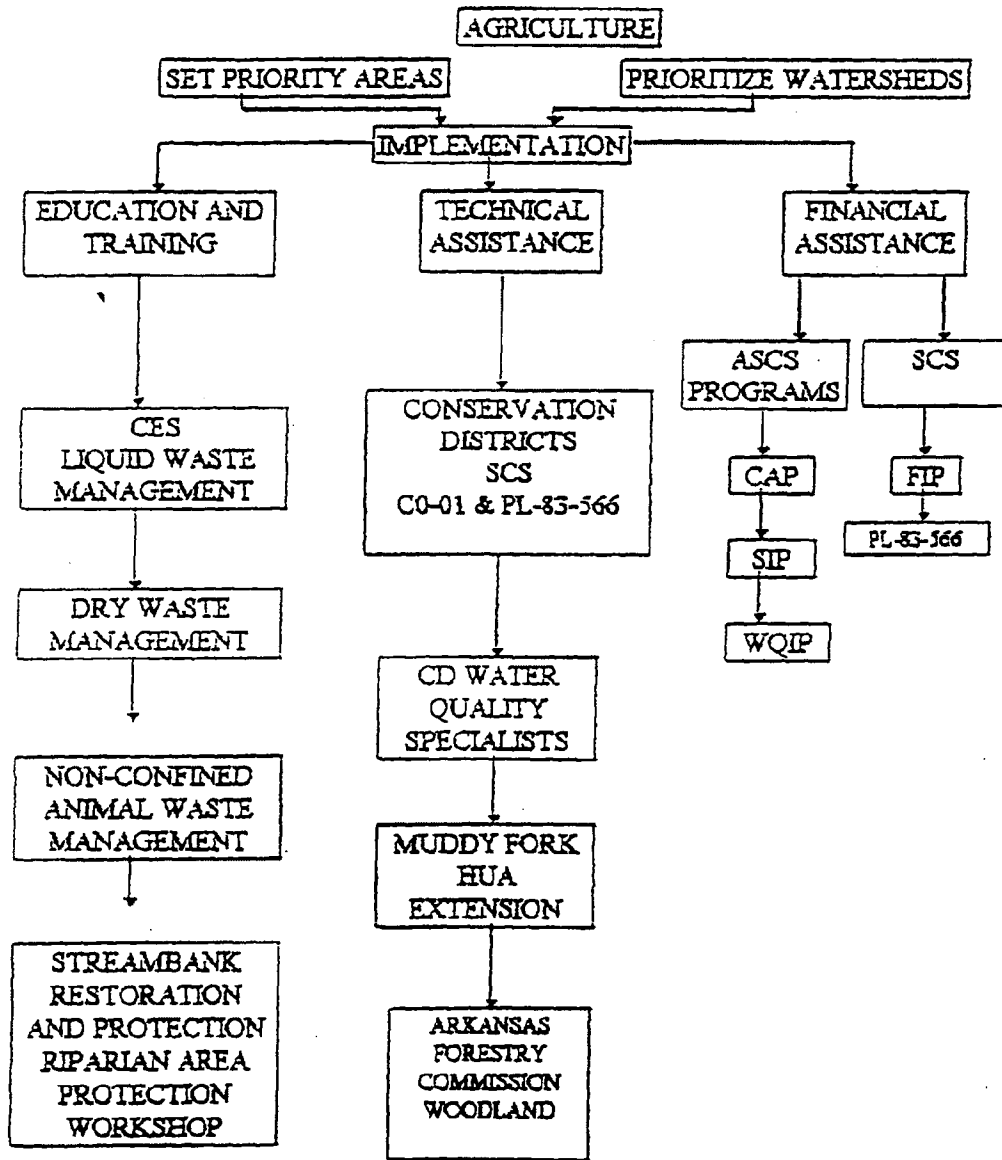 AGRICULTURE
SET PRIORITY AREAS
PRIORITIZE WATERSHEDS
IMPLEMENTATION
EDUCATION AND
TRAINING
TECHNICAL
ASSISTANCE
FINANCIAL
ASSISTANCE
ASCS
PROGRAMS
SCS
CES
LIQUID WASTE
MANAGEMENT
CONSERVATION
DISTRICTS
SCS
C0-01 & PL-83-566
CAP
FIP
SIP
PL-83-566
WQIP
DRY WASTE
MANAGEMENT
CD WATER
QUALITY
SPECIALISTS
NON-CONFINED
ANIMAL WASTE
MANAGEMENT
MUDDY FORK
HUA
EXTENSION
STREAMBANK
RESTORATION
AND PROTECTION
RIPARIAN AREA
PROTECTION
WORKSHOP
ARKANSAS
FORESTRY
COMMISSION
WOODLAND